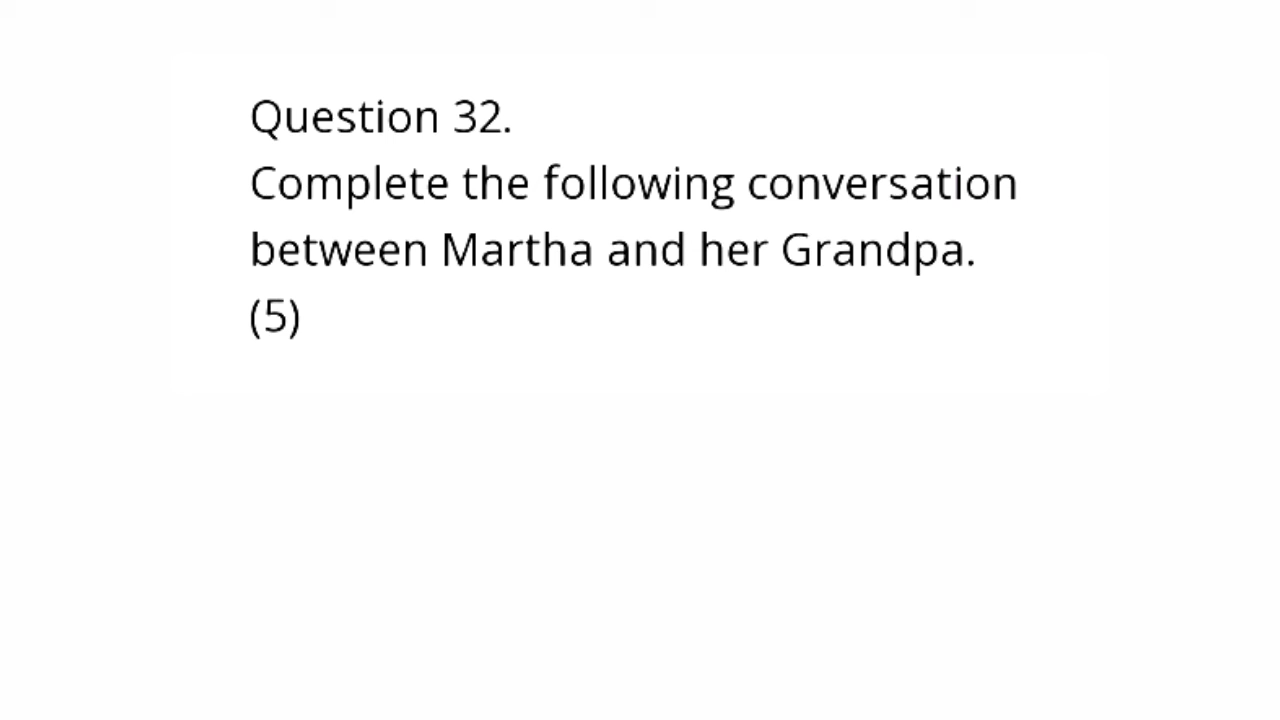 Question 32.
Complete the following conversation
between Martha and her Grandpa.
(5)